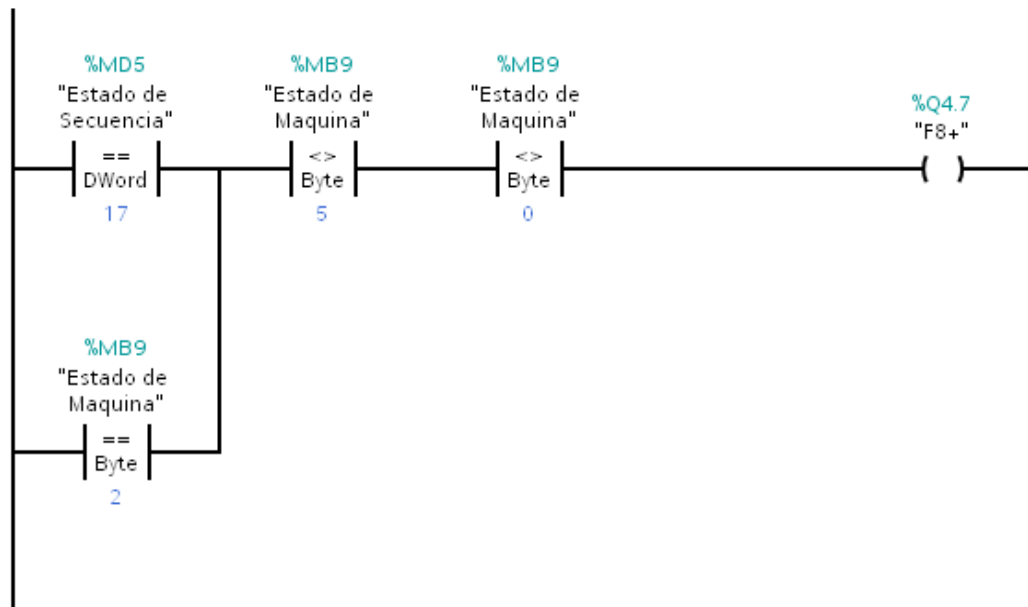 %MD5
"Estado de
Secuencia"
==
DWord
17
%MB9
"Estado de
Maquina"
<>
Byte
5
%MB9
"Estado de
Maquina"
<>
Byte
0
%Q4.7
"F8+"
( )
%MB9
"Estado de
Maquina"
==
Byte
2